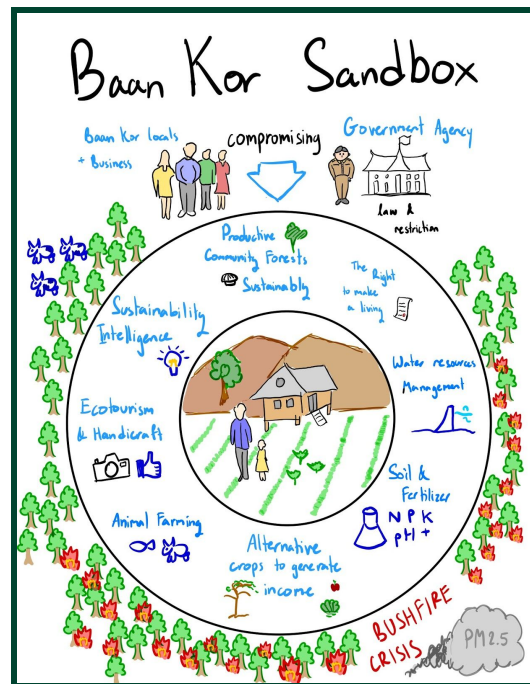 Baan Kor Sandbox
Baan Kor locals
+ Business
compromising
Government Agency
law &
restriction
Productive
Community Forests
Sustainably
The Right
to make
a living
Sustainability
Intelligence
Water resources
Management
Ecotourism
& Handicraft
Soil &
Fertilizer
N P K
pH +
Animal Farming
Alternative
crops to generate
income
BUSHFIRE
CRISIS
PM2.5